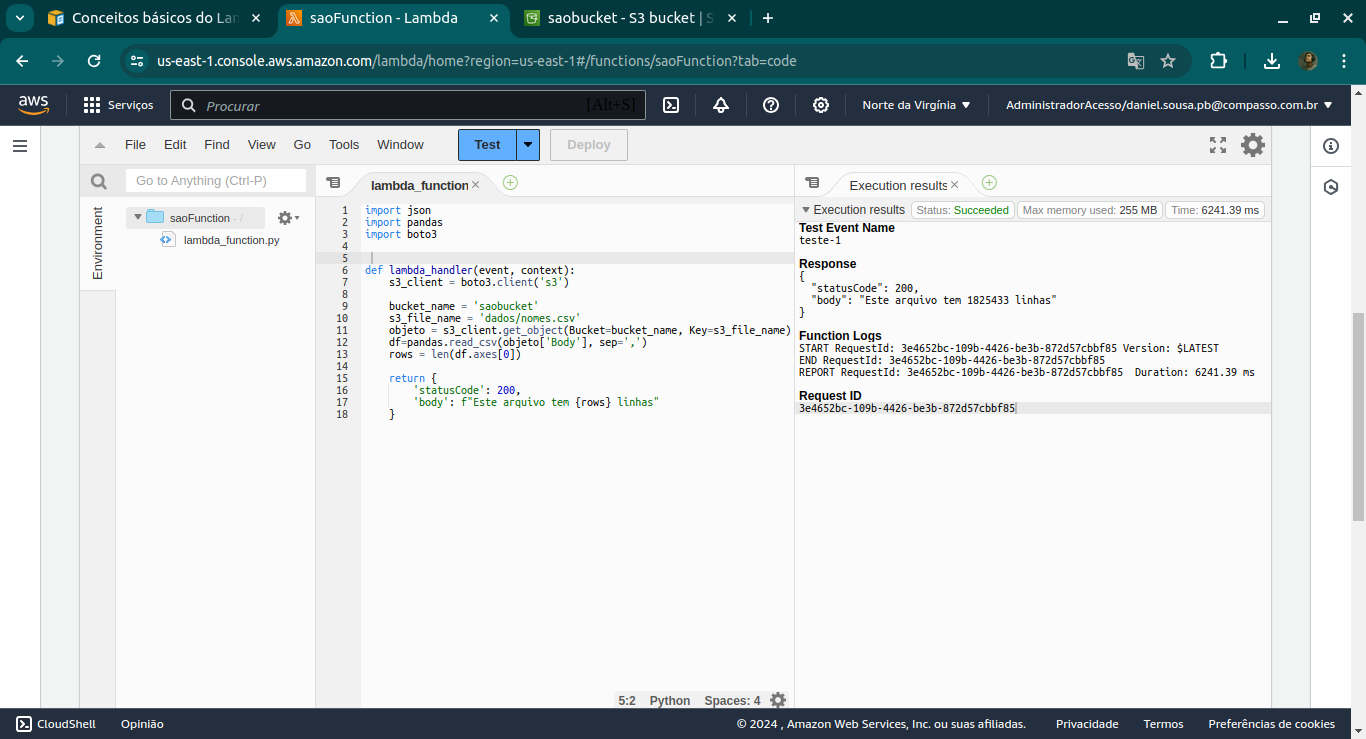 Conceitos básicos do Lam
saoFunction - Lambda
saobucket - S3 bucket | S
us-east-1.console.aws.amazon.com/lambda/home?region=us-east-1#/functions/saoFunction?tab=code
aws
Serviços
Procurar
[Alt+S]
Norte da Virgínia
AdministradorAcesso/daniel.sousa.pb@compasso.com.br
File Edit Find View Go Tools Window
Test
Deploy
Go to Anything (Ctrl-P)
lambda_function
Execution results
Environment
saoFunction - /
lambda_function.py
1 import json
2 import pandas
3 import boto3
4
5
6 def lambda_handler(event, context):
7     s3_client = boto3.client('s3')
8
9     bucket_name = 'saobucket'
10     s3_file_name = 'dados/nomes.csv'
11     objeto = s3_client.get_object(Bucket=bucket_name, Key=s3_file_name)
12     df=pandas.read_csv(objeto['Body'], sep=',')
13     rows = len(df.axes[0])
14
15     return {
16         'statusCode': 200,
17         'body': f"Este arquivo tem {rows} linhas"
18     }
Execution results
Status: Succeeded
Max memory used: 255 MB
Time: 6241.39 ms
Test Event Name
teste-1
Response
{
  "statusCode": 200,
  "body": "Este arquivo tem 1825433 linhas"
}
Function Logs
START RequestId: 3e4652bc-109b-4426-be3b-872d57cbbf85 Version: $LATEST
END RequestId: 3e4652bc-109b-4426-be3b-872d57cbbf85
REPORT RequestId: 3e4652bc-109b-4426-be3b-872d57cbbf85  Duration: 6241.39 ms
Request ID
3e4652bc-109b-4426-be3b-872d57cbbf85
5:2 Python Spaces: 4
CloudShell
Opinião
© 2024 , Amazon Web Services, Inc. ou suas afiliadas.
Privacidade
Termos
Preferências de cookies